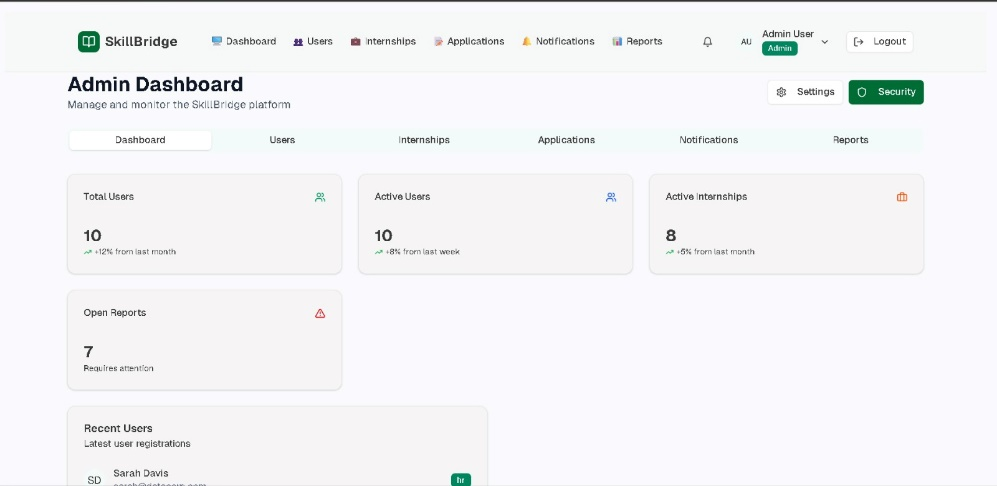 SkillBridge
Dashboard
Users
Internships
Applications
Notifications
Reports
AU
Admin User
Admin
Logout
Admin Dashboard
Manage and monitor the SkillBridge platform
Settings
Security
Dashboard
Users
Internships
Applications
Notifications
Reports
Total Users
10
+12% from last month
Active Users
10
+8% from last week
Active Internships
8
+5% from last month
Open Reports
7
Requires attention
Recent Users
Latest user registrations
SD
Sarah Davis
hr